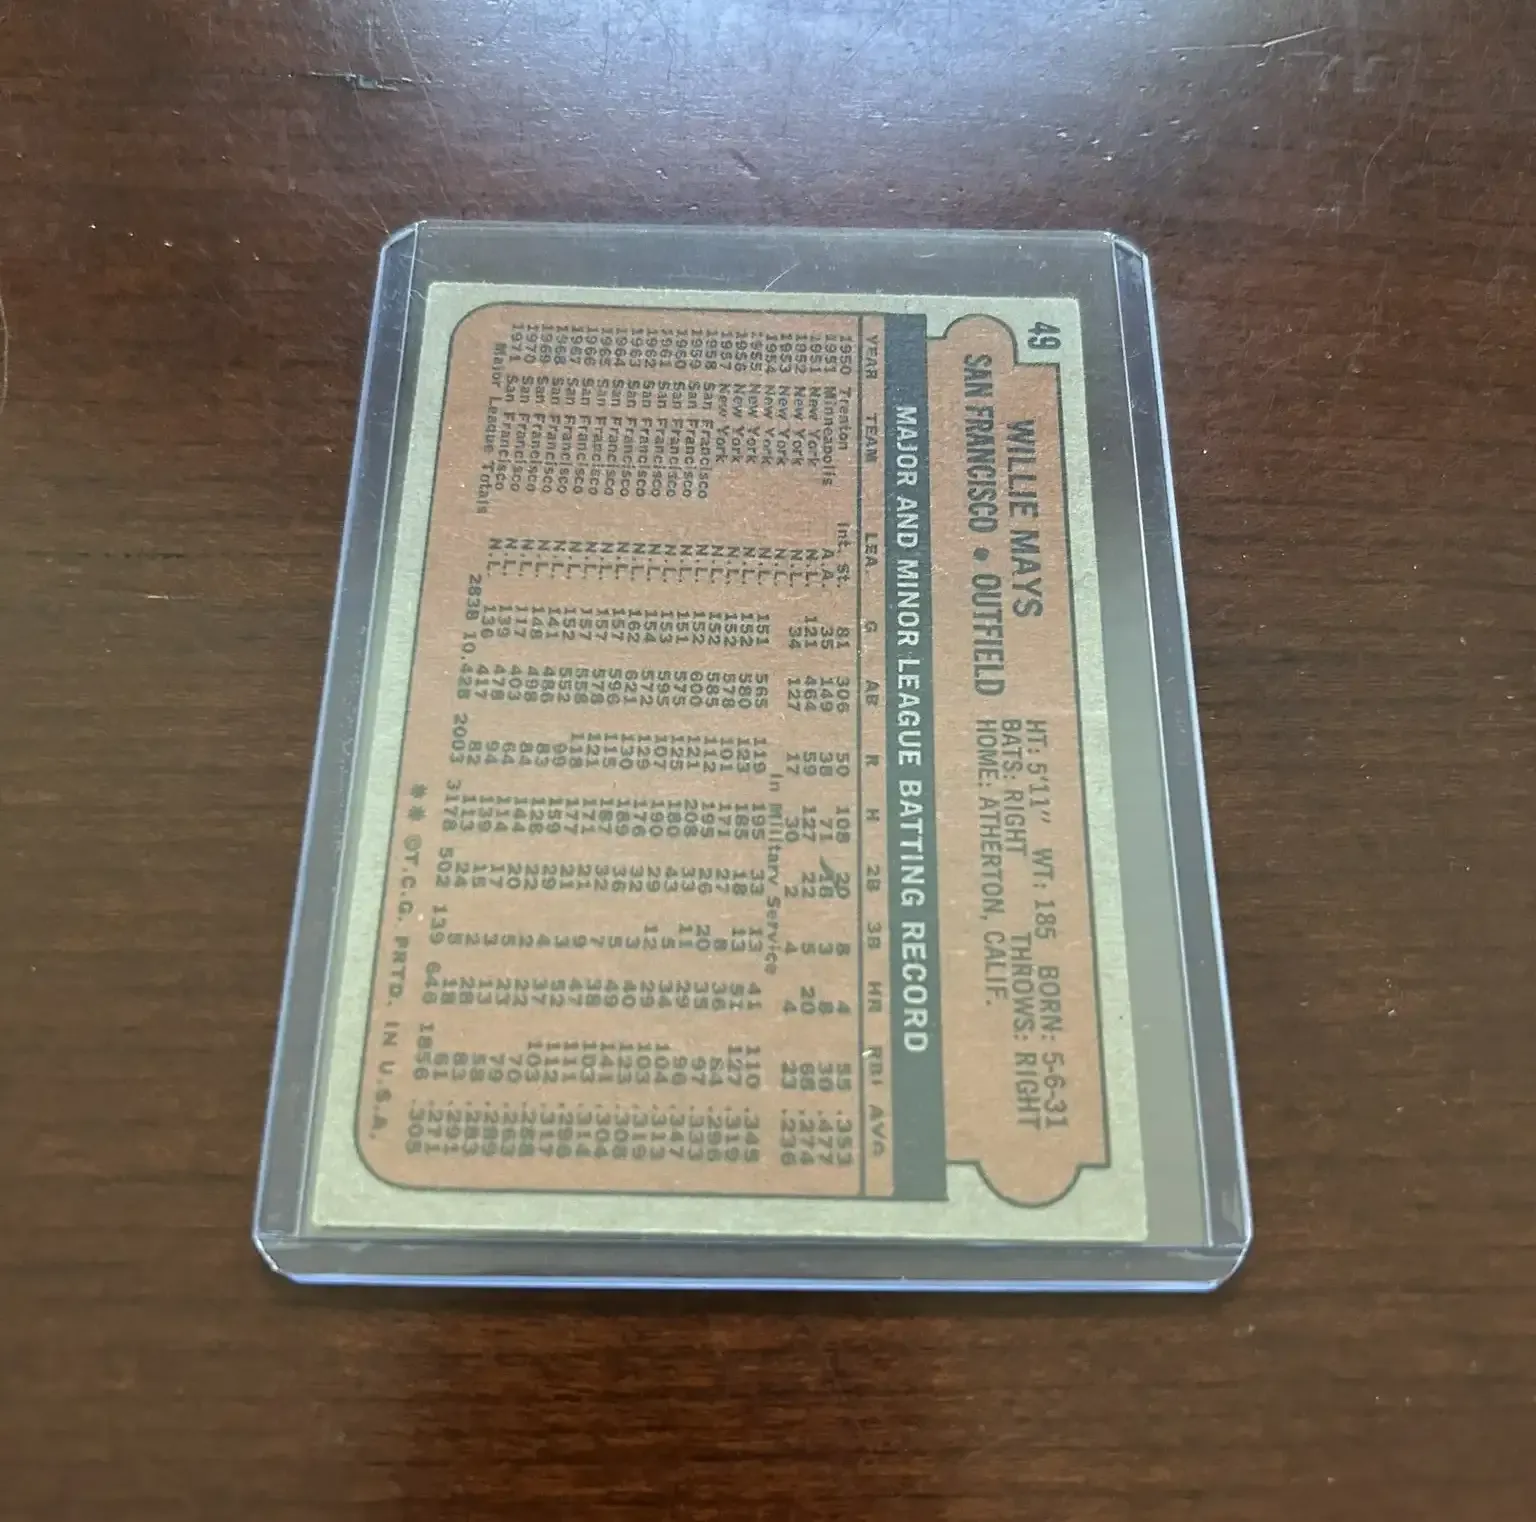 49
WILLIE MAYS
SAN FRANCISCO • OUTFIELD
HT: 5'11" WT: 185 BORN: 5-6-31
BATS: RIGHT THROWS: RIGHT
HOME: ATHERTON, CALIF.
MAJOR AND MINOR LEAGUE BATTING RECORD
YEAR TEAM LEA. G AB R H 2B 3B HR RBI AVG
1950 Trenton Int. St. 81 306 50 108 20 8 4 55 .353
1951 Minneapolis A.A. 35 149 38 71 18 3 8 30 .477
1951 New York N.L. 121 464 59 127 22 5 20 68 .274
1952 New York N.L. 34 127 17 30 2 4 4 23 .236
1953 New York N.L. In Military Service
1954 New York N.L. 151 565 119 195 33 13 41 110 .345
1955 New York N.L. 152 580 123 185 18 13 51 127 .319
1956 New York N.L. 152 578 101 171 27 8 36 84 .296
1957 New York N.L. 152 585 112 195 26 20 35 97 .333
1958 San Francisco N.L. 152 600 121 208 33 11 29 96 .347
1959 San Francisco N.L. 151 575 125 180 43 5 34 104 .313
1960 San Francisco N.L. 153 595 107 190 29 12 29 103 .319
1961 San Francisco N.L. 154 572 129 176 32 3 40 123 .308
1962 San Francisco N.L. 162 621 130 189 36 5 49 141 .304
1963 San Francisco N.L. 157 596 115 187 32 7 38 103 .314
1964 San Francisco N.L. 157 578 121 171 21 9 47 111 .296
1965 San Francisco N.L. 157 558 118 177 21 3 52 112 .317
1966 San Francisco N.L. 152 552 99 159 29 4 37 103 .288
1967 San Francisco N.L. 141 486 83 128 22 2 22 70 .263
1968 San Francisco N.L. 148 498 84 144 20 5 23 79 .289
1969 San Francisco N.L. 117 403 64 114 17 3 13 58 .283
1970 San Francisco N.L. 139 478 94 139 15 2 28 83 .291
1971 San Francisco N.L. 136 417 82 113 24 5 18 61 .271
Major League Totals 2838 10,428 2003 3178 502 139 646 1856 .305
** ©T.C.G. PRTD. IN U.S.A.